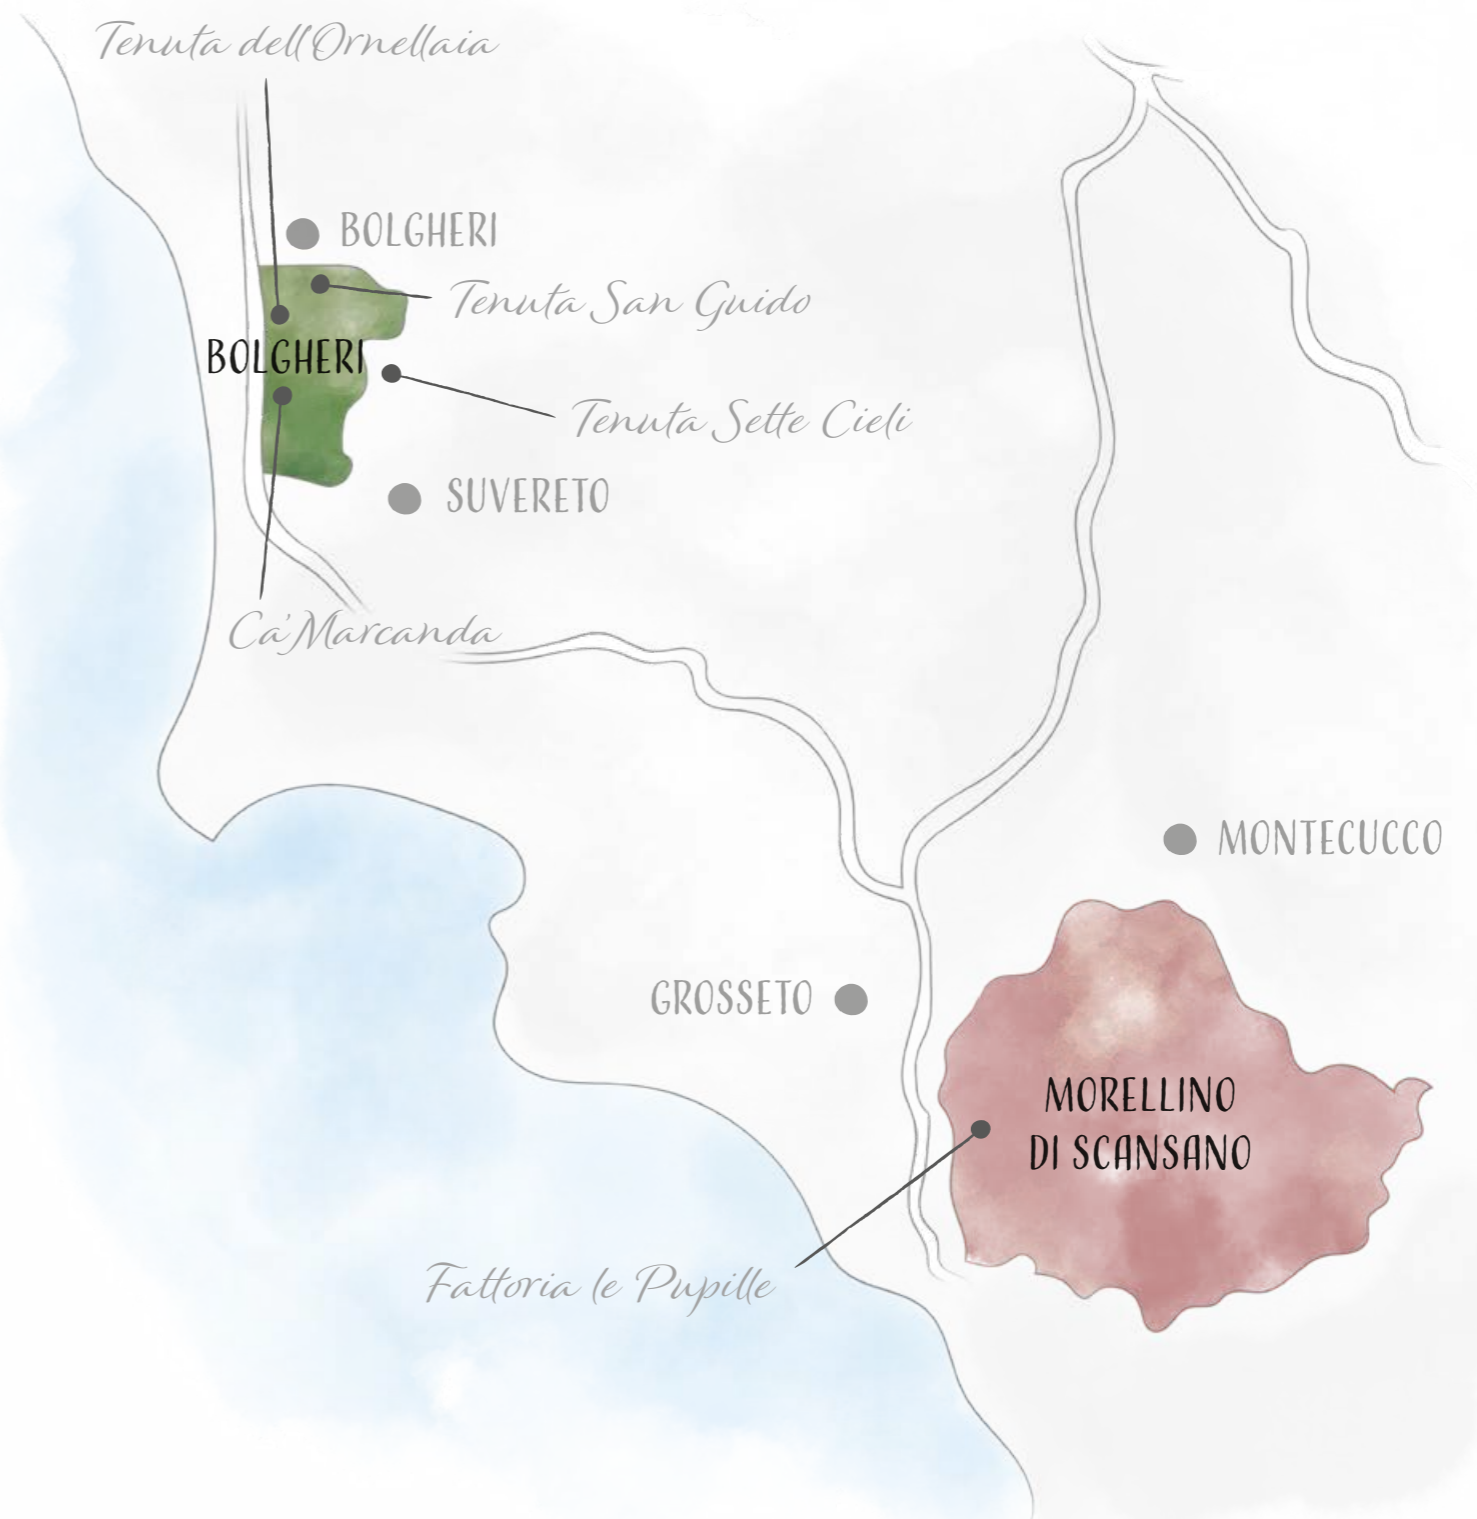 Tenuta dell'Ornellaia
BOLGHERI
Tenuta San Guido
BOLGHERI
Tenuta Sette Cieli
SUVERETO
Ca'Marcanda
MONTECUCCO
GROSSETO
MORELLINO
DI SCANSANO
Fattoria le Pupille